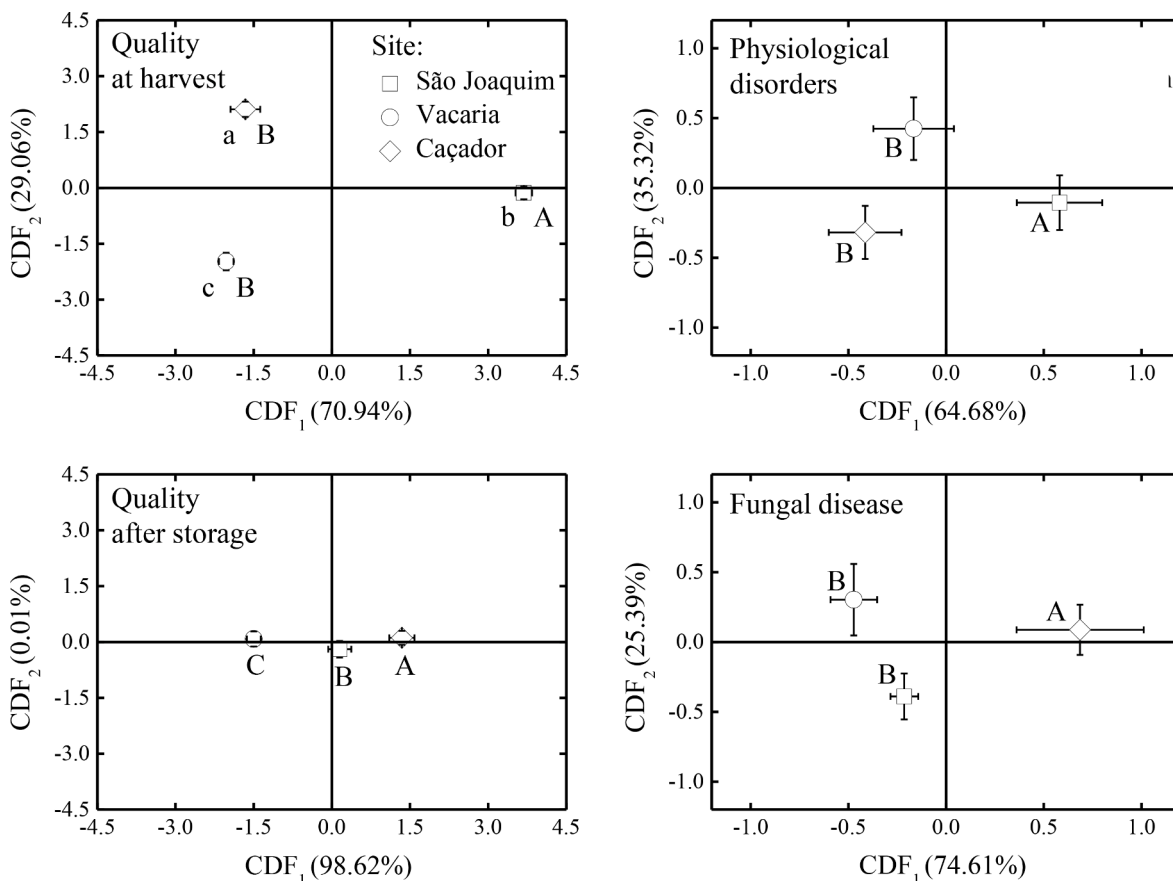 Quality
at harvest
Site:
São Joaquim
Vacaria
Caçador
4.5
3.0
1.5
0.0
-1.5
-3.0
-4.5
a B
b A
c B
-4.5 -3.0 -1.5 0.0 1.5 3.0 4.5
CDF₂ (29.06%)
CDF₁ (70.94%)
Physiological
disorders
1.0
0.5
0.0
-0.5
-1.0
B
A
B
-1.0 -0.5 0.0 0.5 1.0
CDF₂ (35.32%)
CDF₁ (64.68%)
Quality
after storage
4.5
3.0
1.5
0.0
-1.5
-3.0
-4.5
C B A
-4.5 -3.0 -1.5 0.0 1.5 3.0 4.5
CDF₂ (0.01%)
CDF₁ (98.62%)
Fungal disease
1.0
0.5
0.0
-0.5
-1.0
B
A
B
-1.0 -0.5 0.0 0.5 1.0
CDF₂ (25.39%)
CDF₁ (74.61%)